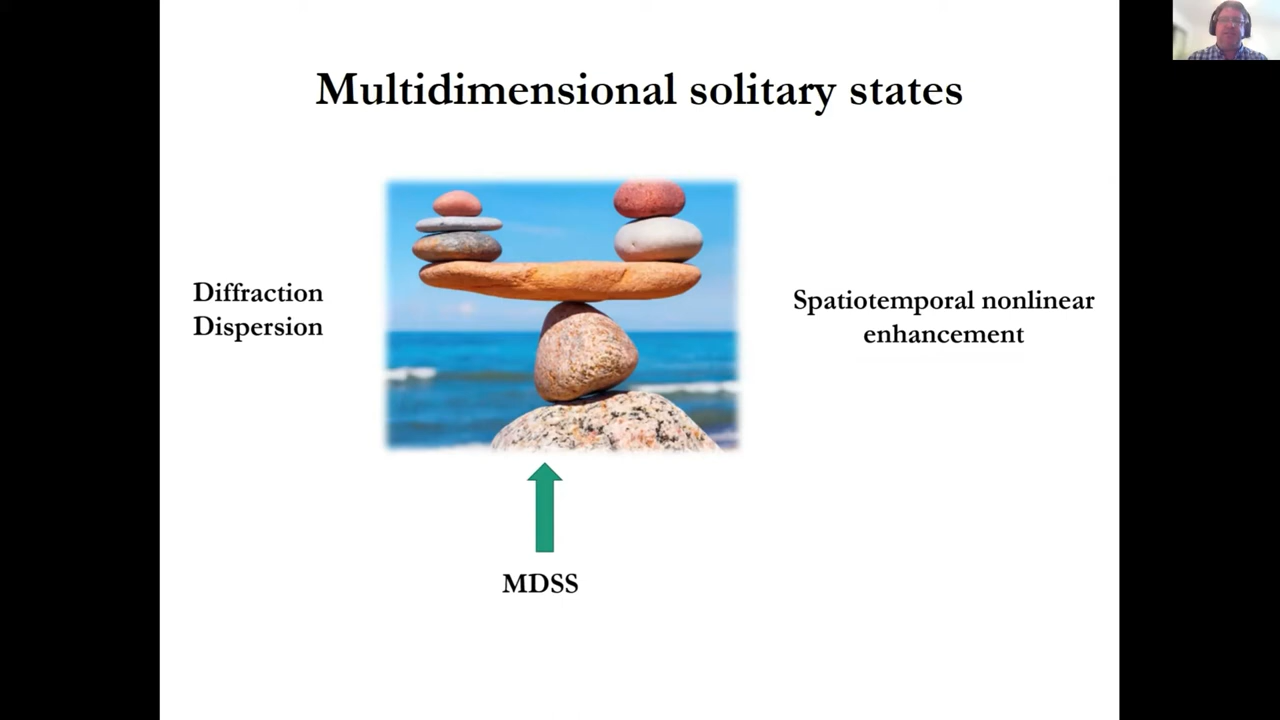 Multidimensional solitary states
Diffraction
Dispersion
Spatiotemporal nonlinear
enhancement
MDSS